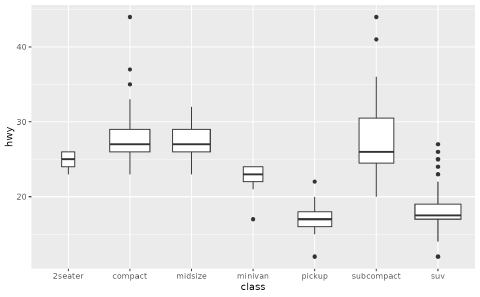 40
30
20
hwy
2seater compact midsize minivan pickup subcompact suv
class